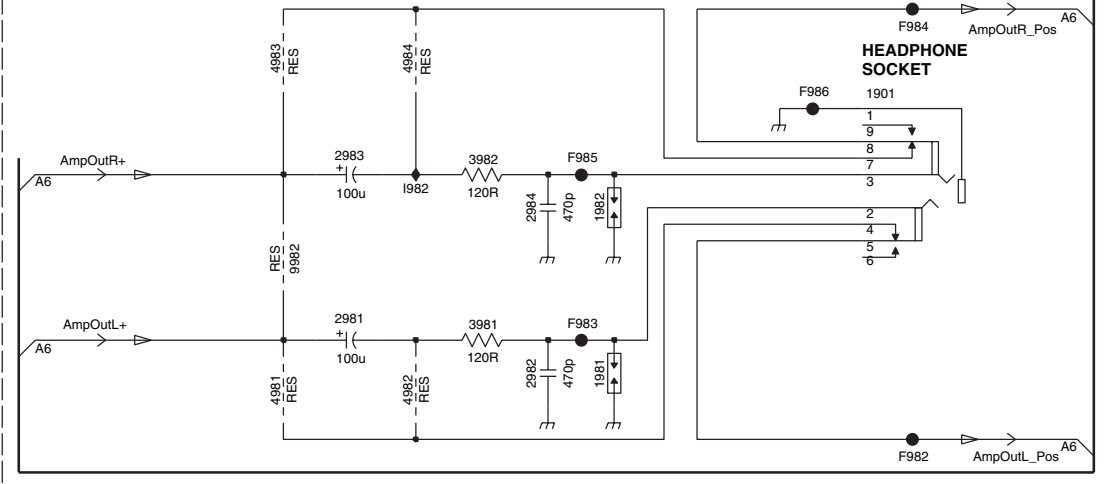 4983
RES
4984
RES
F984
AmpOutR_Pos
A6
HEADPHONE
SOCKET
F986
1901
1
9
8
7
3
AmpOutR+
A6
2983
+
100u
I982
3982
120R
F985
2984
470p
1982
2
4
5
6
RES
9982
AmpOutL+
A6
2981
+
100u
3981
120R
F983
2982
470p
1981
4981
RES
4982
RES
F982
AmpOutL_Pos
A6